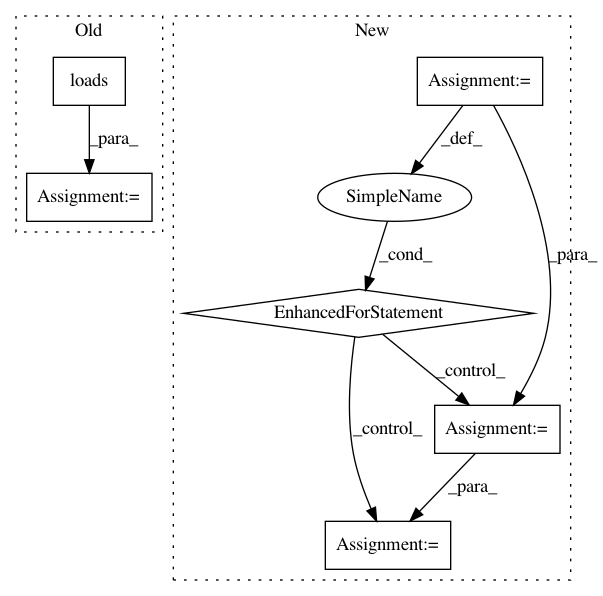 Old
New
loads
Assignment:=
_para_
_def_
Assignment:=
SimpleName
_cond_
_para_
EnhancedForStatement
_control_
_control_
Assignment:=
_para_
Assignment:=